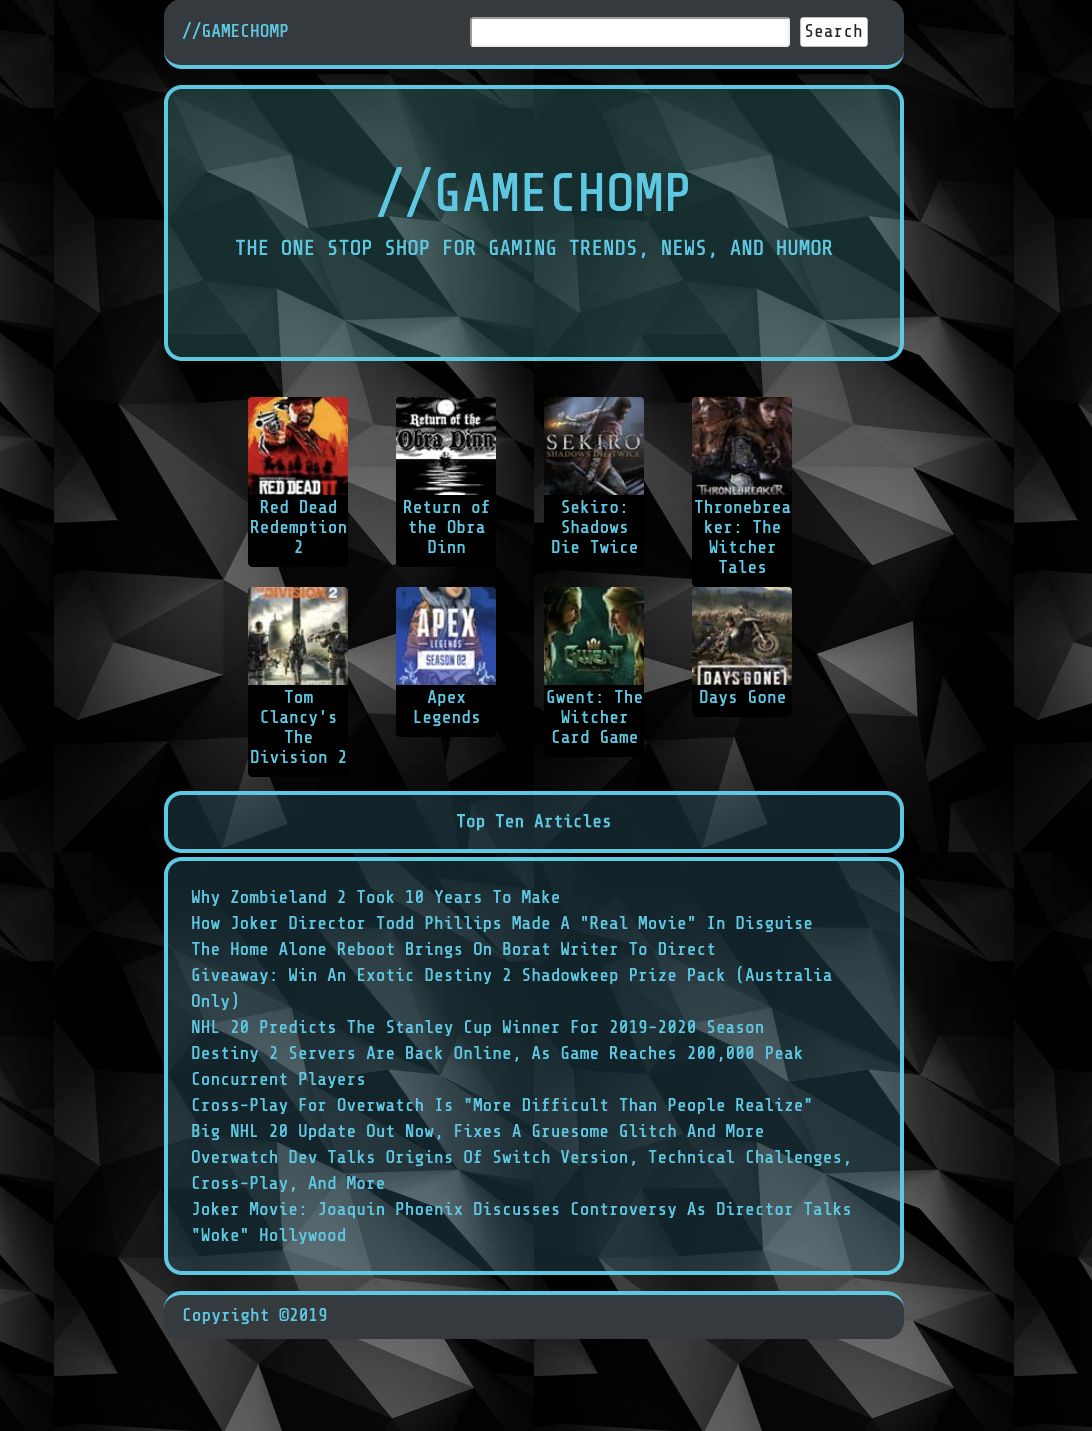 //GAMECHOMP
Search
//GAMECHOMP
THE ONE STOP SHOP FOR GAMING TRENDS, NEWS, AND HUMOR
RED DEAD II
Red Dead
Redemption
2
Return of the
Obra Dinn
Return of
the Obra
Dinn
SEKIRO
SHADOWS DIE TWICE
Sekiro:
Shadows
Die Twice
THRONEBREAKER
Thronebrea
ker: The
Witcher
Tales
THE DIVISION 2
Tom
Clancy's
The
Division 2
APEX
LEGENDS
SEASON 02
Apex
Legends
GWENT
Gwent: The
Witcher
Card Game
DAYS GONE
Days Gone
Top Ten Articles
Why Zombieland 2 Took 10 Years To Make
How Joker Director Todd Phillips Made A "Real Movie" In Disguise
The Home Alone Reboot Brings On Borat Writer To Direct
Giveaway: Win An Exotic Destiny 2 Shadowkeep Prize Pack (Australia
Only)
NHL 20 Predicts The Stanley Cup Winner For 2019-2020 Season
Destiny 2 Servers Are Back Online, As Game Reaches 200,000 Peak
Concurrent Players
Cross-Play For Overwatch Is "More Difficult Than People Realize"
Big NHL 20 Update Out Now, Fixes A Gruesome Glitch And More
Overwatch Dev Talks Origins Of Switch Version, Technical Challenges,
Cross-Play, And More
Joker Movie: Joaquin Phoenix Discusses Controversy As Director Talks
"Woke" Hollywood
Copyright ©2019